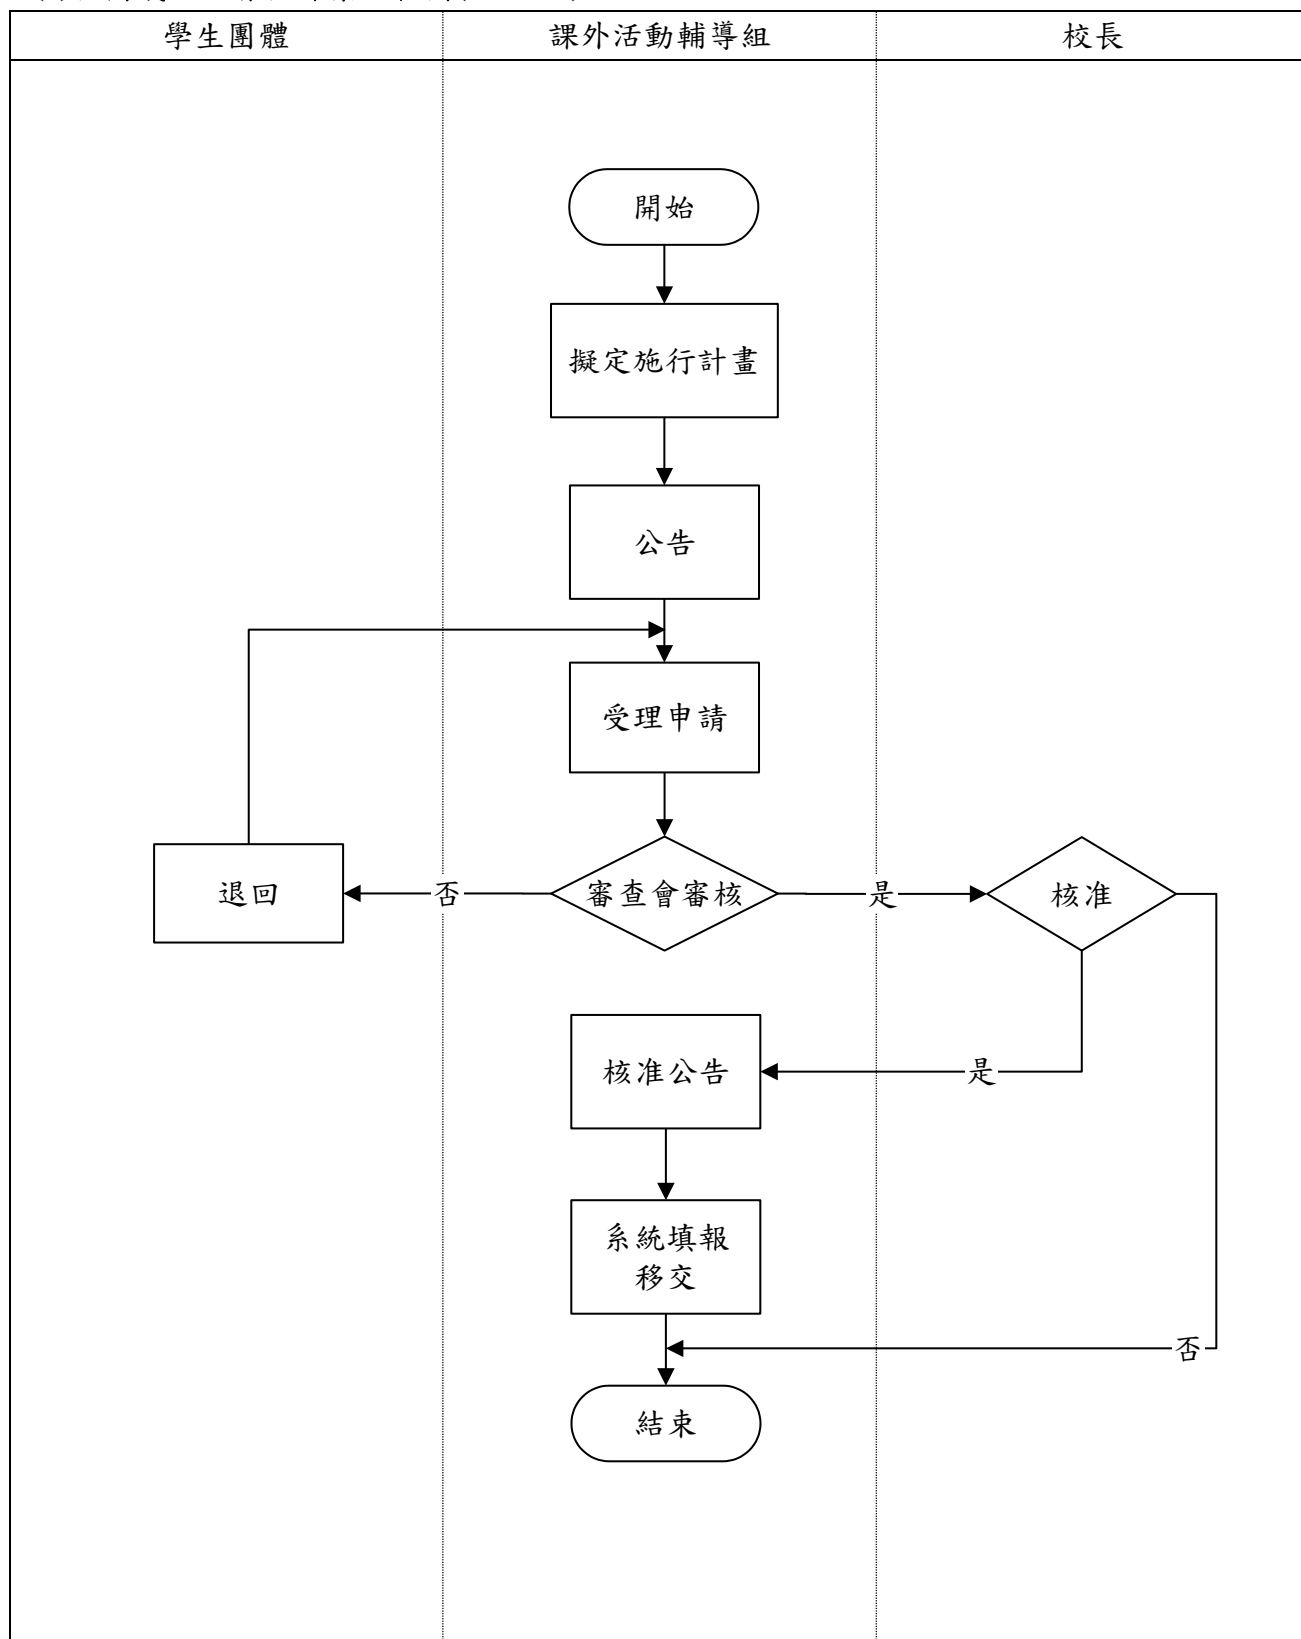 學生團體
課外活動輔導組
校長
開始
擬定施行計畫
公告
受理申請
退回
否
審查會審核
是
核准
核准公告
是
系統填報
移交
否
結束